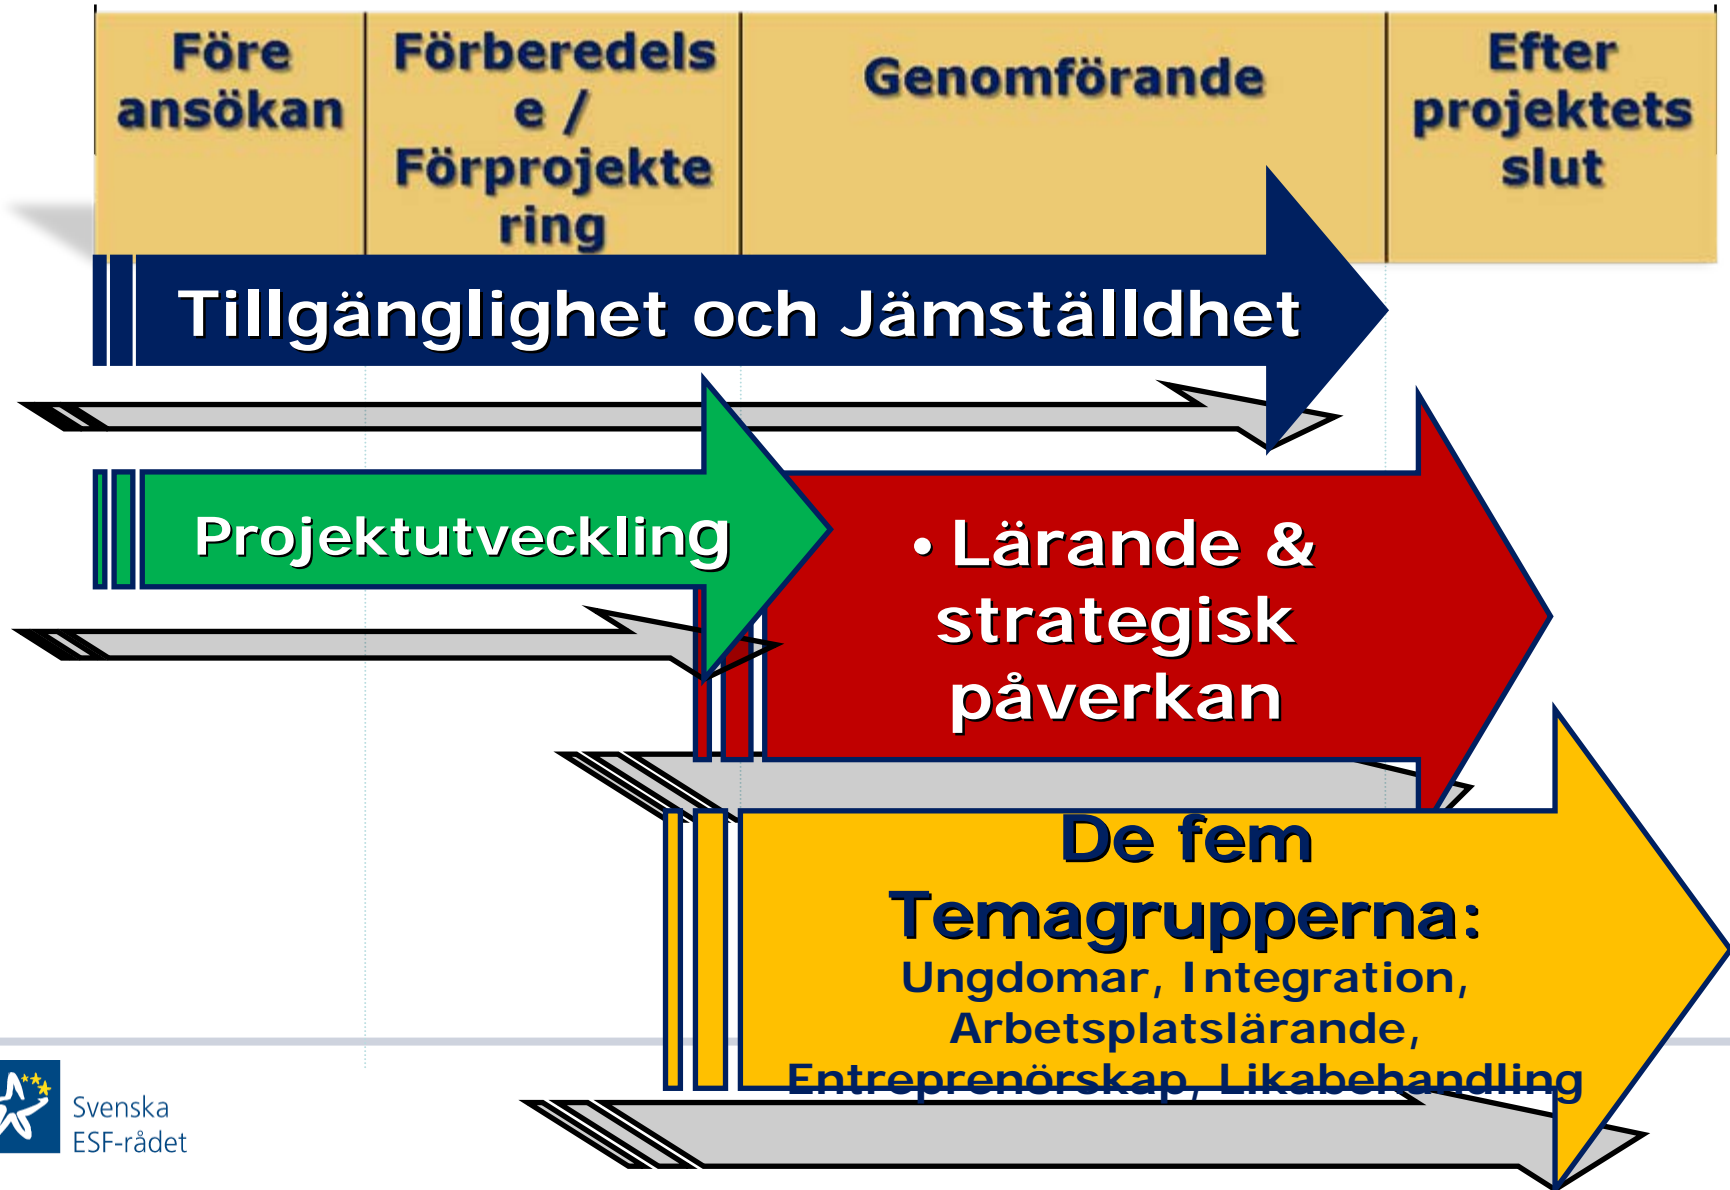 Före
ansökan
Förberedels
e /
Förprojekte
ring
Genomförande
Efter
projektets
slut
Tillgänglighet och Jämställdhet
Projektutveckling
• Lärande &
strategisk
påverkan
De fem
Temagrupperna:
Ungdomar, Integration,
Arbetsplatslärande,
Entreprenörskap, Likabehandling
Svenska
ESF-rådet